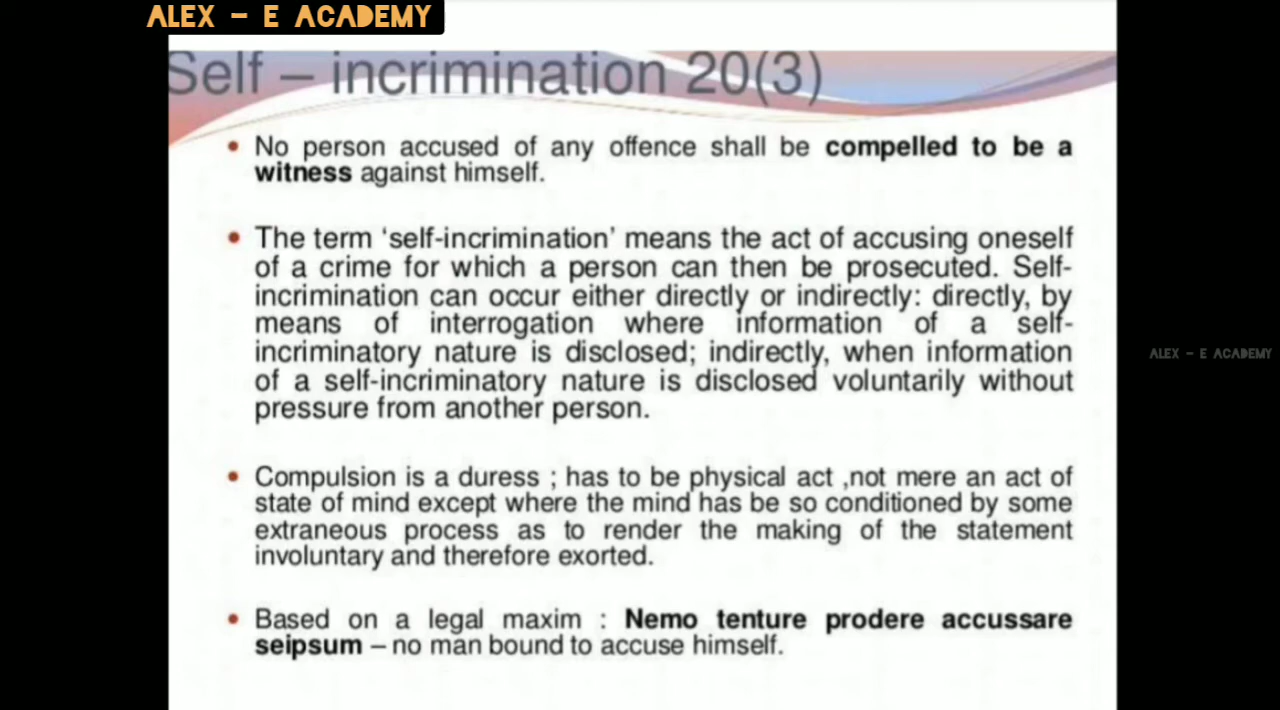 ALEX - E ACADEMY
Self – incrimination 20(3)
• No person accused of any offence shall be compelled to be a
witness against himself.
• The term ‘self-incrimination’ means the act of accusing oneself
of a crime for which a person can then be prosecuted. Self-
incrimination can occur either directly or indirectly: directly, by
means of interrogation where information of a self-
incriminatory nature is disclosed; indirectly, when information
of a self-incriminatory nature is disclosed voluntarily without
pressure from another person.
• Compulsion is a duress ; has to be physical act ,not mere an act of
state of mind except where the mind has be so conditioned by some
extraneous process as to render the making of the statement
involuntary and therefore exorted.
• Based on a legal maxim : Nemo tenture prodere accussare
seipsum – no man bound to accuse himself.
ALEX - E ACADEMY